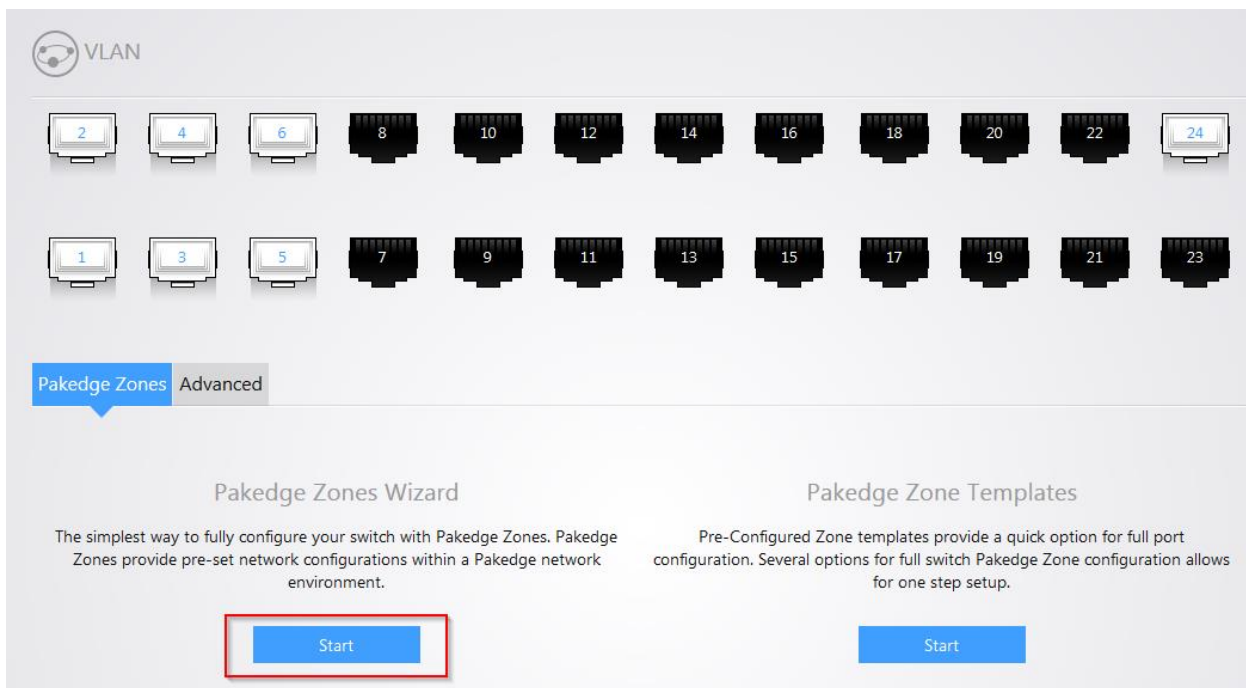 VLAN
2 4 6 8 10 12 14 16 18 20 22 24
1 3 5 7 9 11 13 15 17 19 21 23
Pakedge Zones Advanced
Pakedge Zones Wizard
The simplest way to fully configure your switch with Pakedge Zones. Pakedge
Zones provide pre-set network configurations within a Pakedge network
environment.
Start
Pakedge Zone Templates
Pre-Configured Zone templates provide a quick option for full port
configuration. Several options for full switch Pakedge Zone configuration allows
for one step setup.
Start